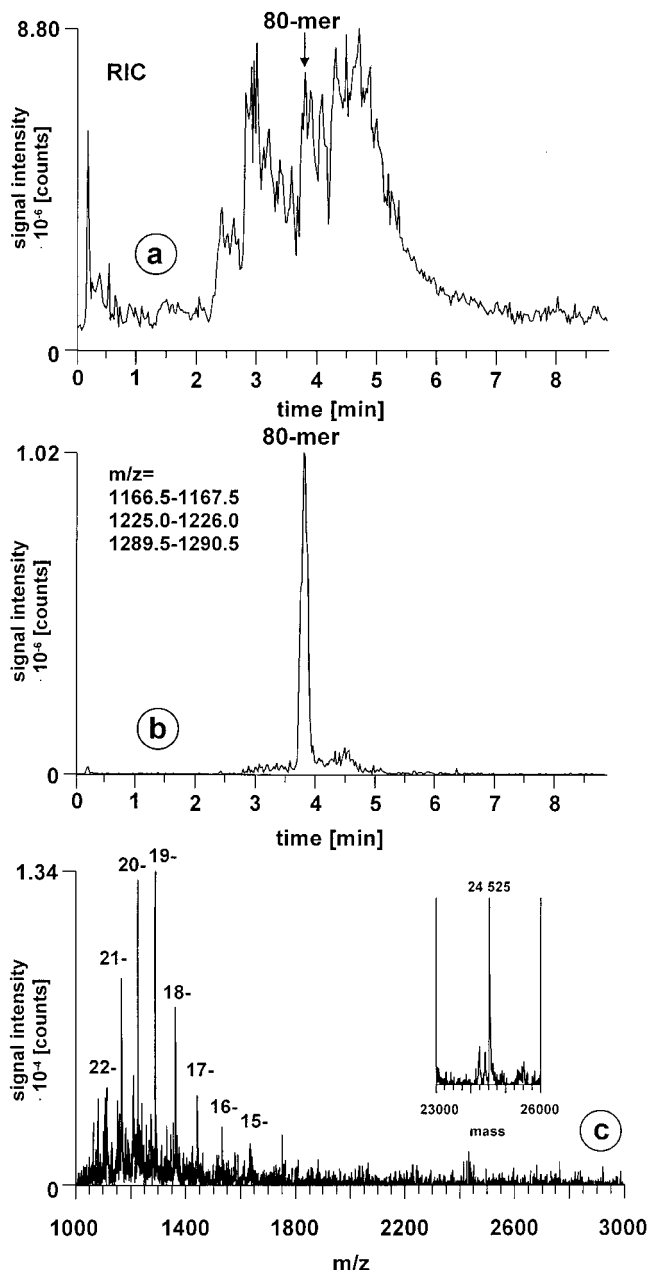 80-mer
8.80
RIC
signal intensity
· 10⁻⁶ [counts]
a
0
0 1 2 3 4 5 6 7 8
time [min]
80-mer
1.02
m/z=
1166.5-1167.5
1225.0-1226.0
1289.5-1290.5
signal intensity
· 10⁻⁶ [counts]
b
0
0 1 2 3 4 5 6 7 8
time [min]
1.34
20- 19-
24 525
21-
18-
signal intensity
· 10⁻⁴ [counts]
22-
17-
16-
15-
23000 26000
mass
c
0
1000 1400 1800 2200 2600 3000
m/z